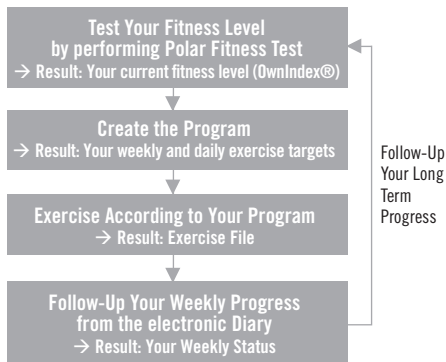 Test Your Fitness Level
by performing Polar Fitness Test
→ Result: Your current fitness level (OwnIndex®)
Create the Program
→ Result: Your weekly and daily exercise targets
Exercise According to Your Program
→ Result: Exercise File
Follow-Up Your Weekly Progress
from the electronic Diary
→ Result: Your Weekly Status
Follow-Up
Your Long
Term
Progress